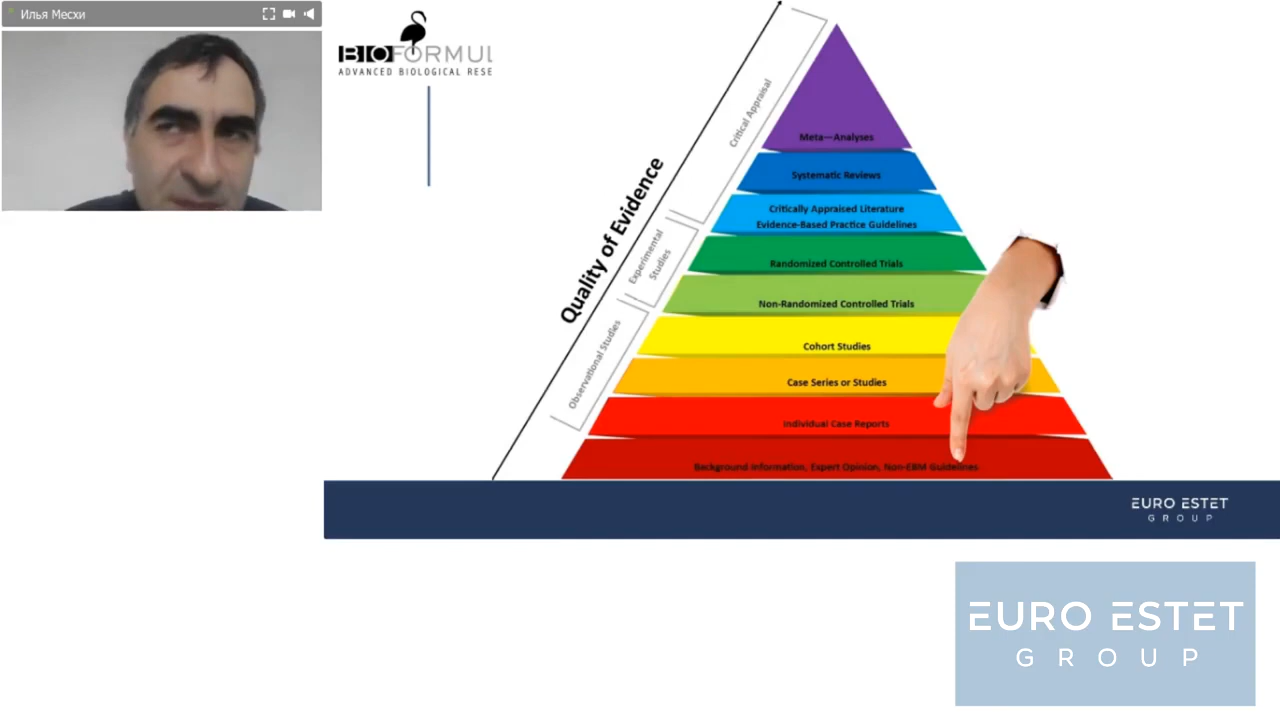 Илья Месхи
BIOFORMUL
ADVANCED BIOLOGICAL RESE
Quality of Evidence
Critical Appraisal
Experimental
Studies
Observational Studies
Meta—Analyses
Systematic Reviews
Critically Appraised Literature
Evidence-Based Practice Guidelines
Randomized Controlled Trials
Non-Randomized Controlled Trials
Cohort Studies
Case Series or Studies
Individual Case Reports
Background Information, Expert Opinion, Non-EBM Guidelines
EURO ESTET
GROUP
EURO ESTET
GROUP